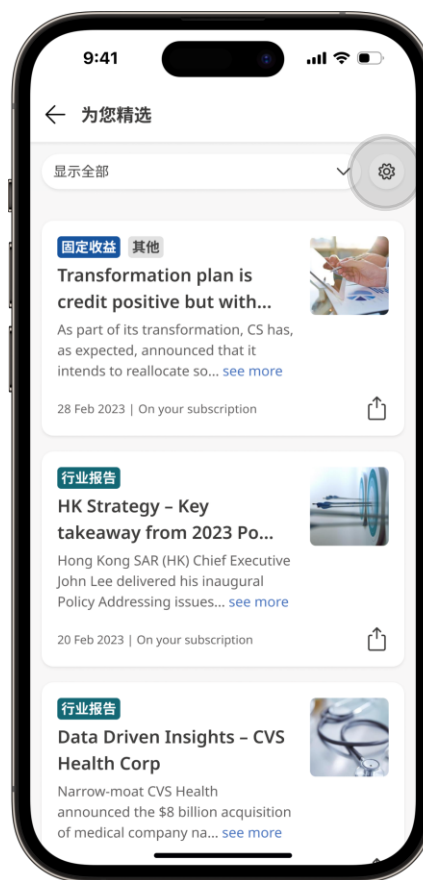 9:41
为您精选
显示全部
固定收益 其他
Transformation plan is
credit positive but with...
As part of its transformation, CS has,
as expected, announced that it
intends to reallocate so... see more
28 Feb 2023 | On your subscription
行业报告
HK Strategy – Key
takeaway from 2023 Po...
Hong Kong SAR (HK) Chief Executive
John Lee delivered his inaugural
Policy Addressing issues... see more
20 Feb 2023 | On your subscription
行业报告
Data Driven Insights – CVS
Health Corp
Narrow-moat CVS Health
announced the $8 billion acquisition
of medical company na... see more